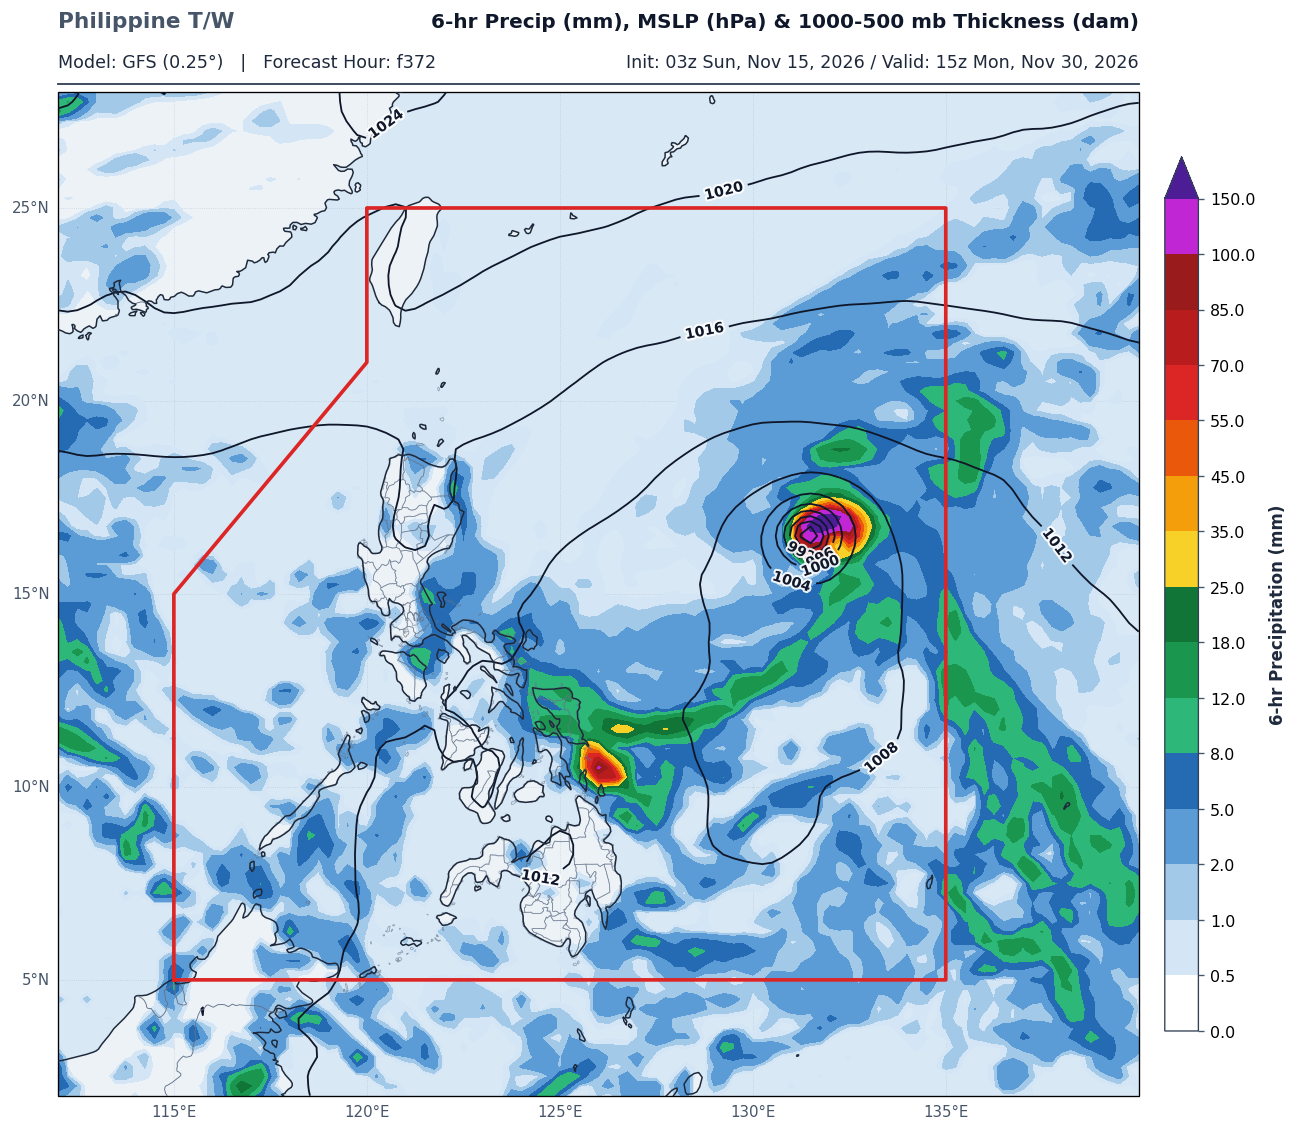 Philippine T/W
6-hr Precip (mm), MSLP (hPa) & 1000-500 mb Thickness (dam)
Model: GFS (0.25°) | Forecast Hour: f372
Init: 03z Sun, Nov 15, 2026 / Valid: 15z Mon, Nov 30, 2026
1024
1020
1016
1012
1000
1004
1008
1012
25°N
20°N
15°N
10°N
5°N
115°E
120°E
125°E
130°E
135°E
150.0
100.0
85.0
70.0
55.0
45.0
35.0
25.0
18.0
12.0
8.0
5.0
2.0
1.0
0.5
0.0
6-hr Precipitation (mm)